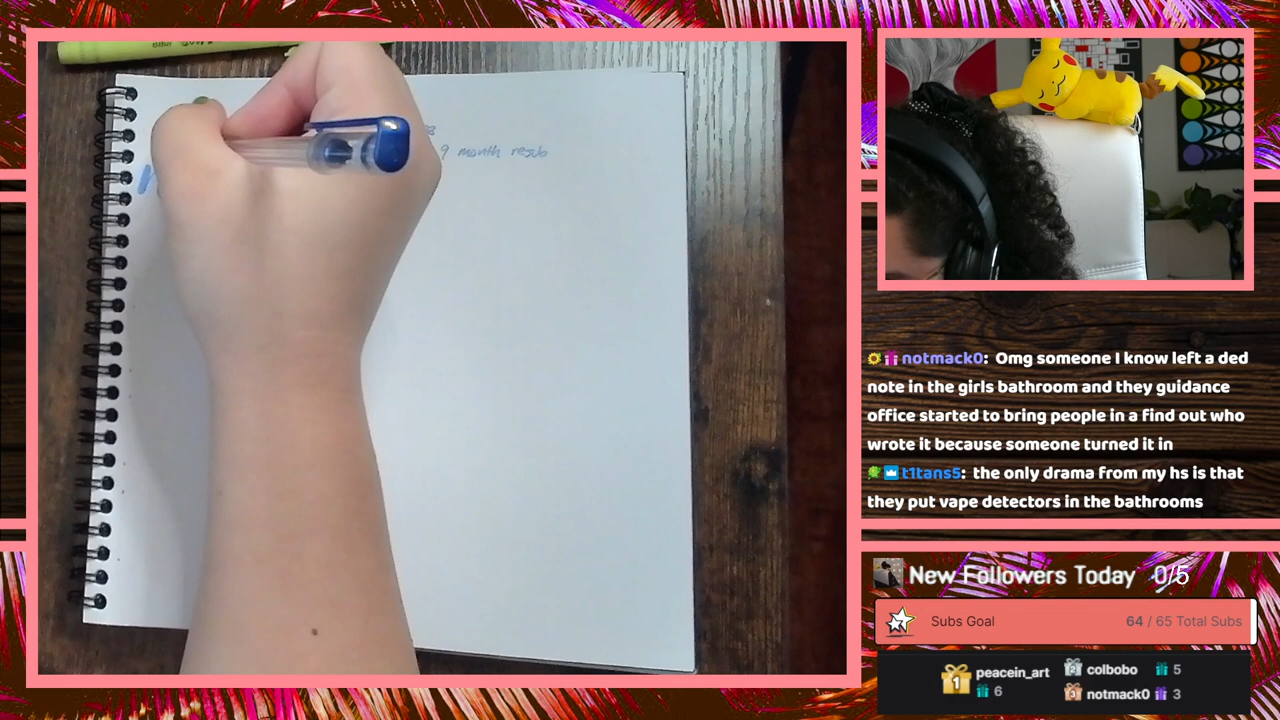 9 month resub
notmack0: Omg someone I know left a ded
note in the girls bathroom and they guidance
office started to bring people in a find out who
wrote it because someone turned it in
t1tans5: the only drama from my hs is that
they put vape detectors in the bathrooms
New Followers Today 0/5
Subs Goal 64 / 65 Total Subs
1 peacein_art 6
2 colbobo 5
3 notmack0 3